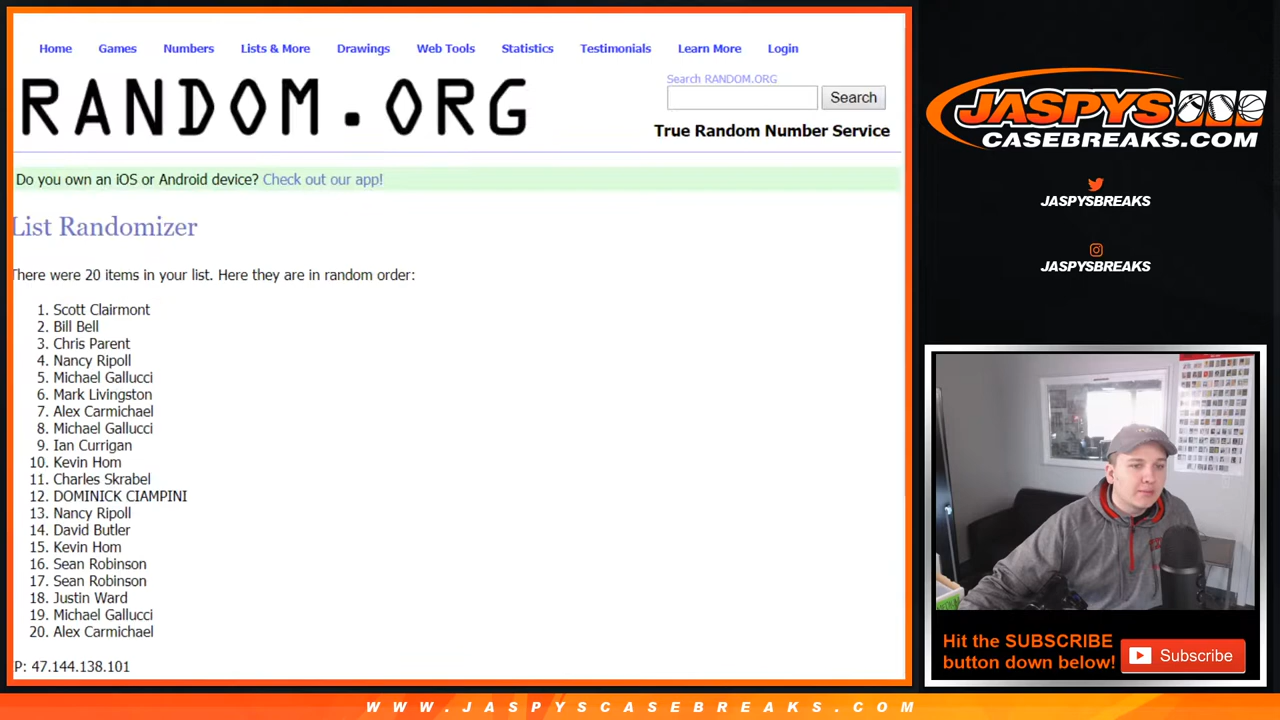 Home Games Numbers Lists & More Drawings Web Tools Statistics Testimonials Learn More Login
RANDOM.ORG
Search RANDOM.ORG
Search
True Random Number Service
Do you own an iOS or Android device? Check out our app!
List Randomizer
There were 20 items in your list. Here they are in random order:
1. Scott Clairmont
2. Bill Bell
3. Chris Parent
4. Nancy Ripoll
5. Michael Gallucci
6. Mark Livingston
7. Alex Carmichael
8. Michael Gallucci
9. Ian Currigan
10. Kevin Hom
11. Charles Skrabel
12. DOMINICK CIAMPINI
13. Nancy Ripoll
14. David Butler
15. Kevin Hom
16. Sean Robinson
17. Sean Robinson
18. Justin Ward
19. Michael Gallucci
20. Alex Carmichael
P: 47.144.138.101
JASPYS
CASEBREAKS.COM
JASPYSBREAKS
JASPYSBREAKS
Hit the SUBSCRIBE
button down below!
Subscribe
WWW.JASPYSCASEBREAKS.COM